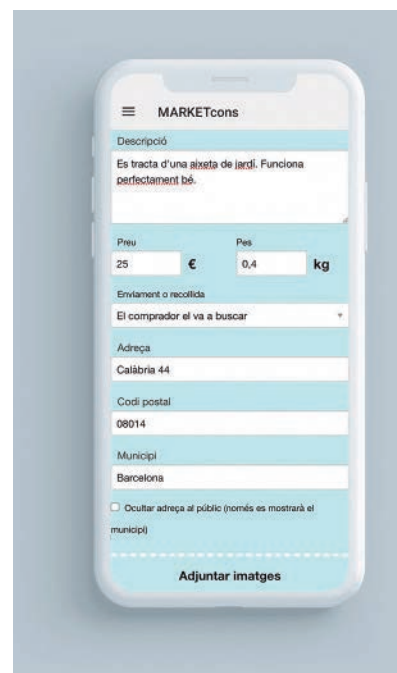 MARKETcons
Descripció
Es tracta d'una aixeta de jardí. Funciona
perfectament bé.
Preu Pes
25 € 0,4 kg
Enviament o recollida
El comprador el va a buscar
Adreça
Calàbria 44
Codi postal
08014
Municipi
Barcelona
Ocultar adreça al públic (només es mostrarà el
municipi)
Adjuntar imatges